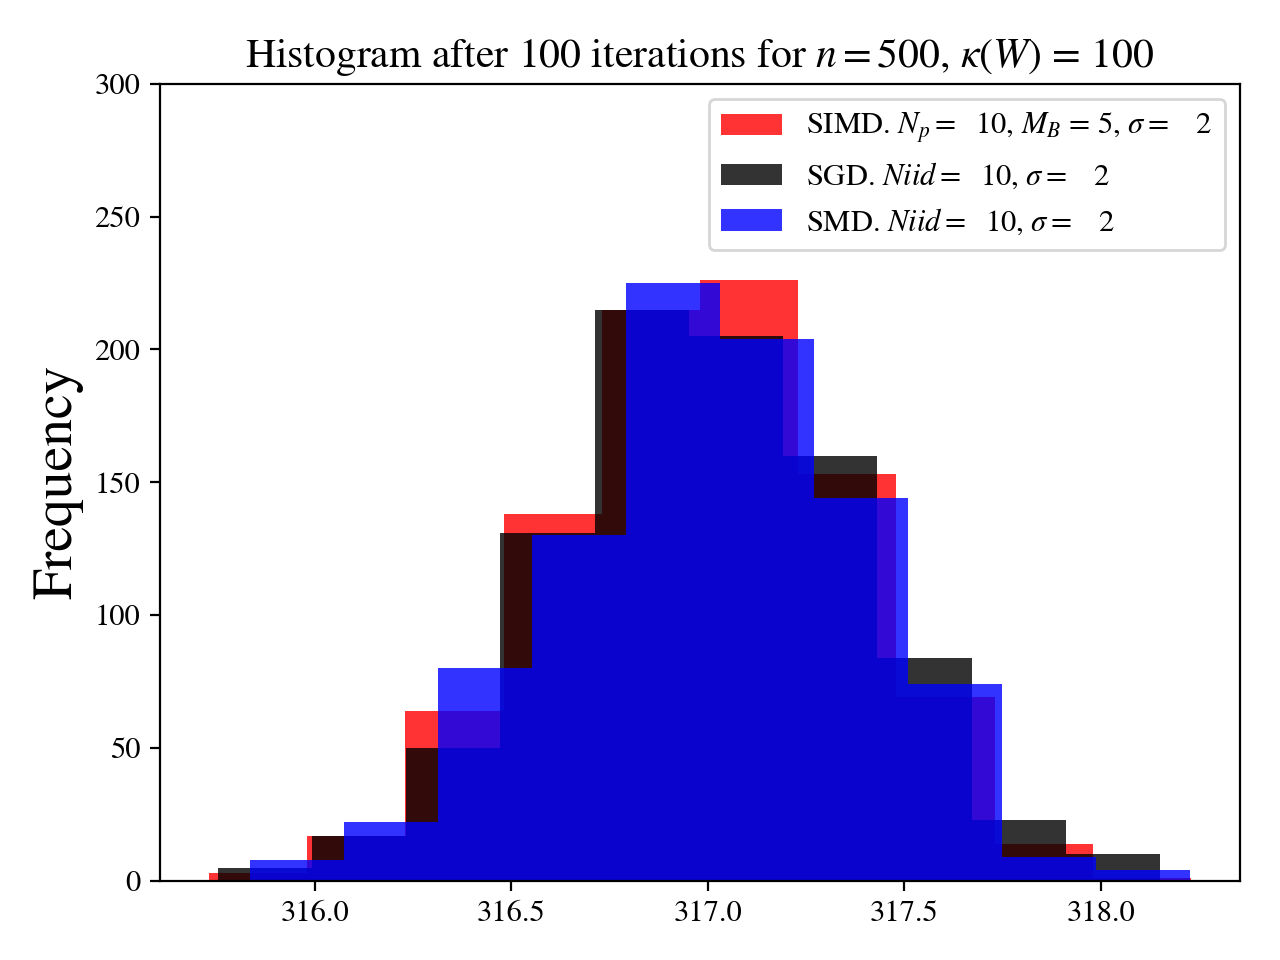 Histogram after 100 iterations for n = 500, κ(W) = 100
SIMD. N_p = 10, M_B = 5, σ = 2
SGD. Niid = 10, σ = 2
SMD. Niid = 10, σ = 2
Frequency
300
250
200
150
100
50
0
316.0 316.5 317.0 317.5 318.0